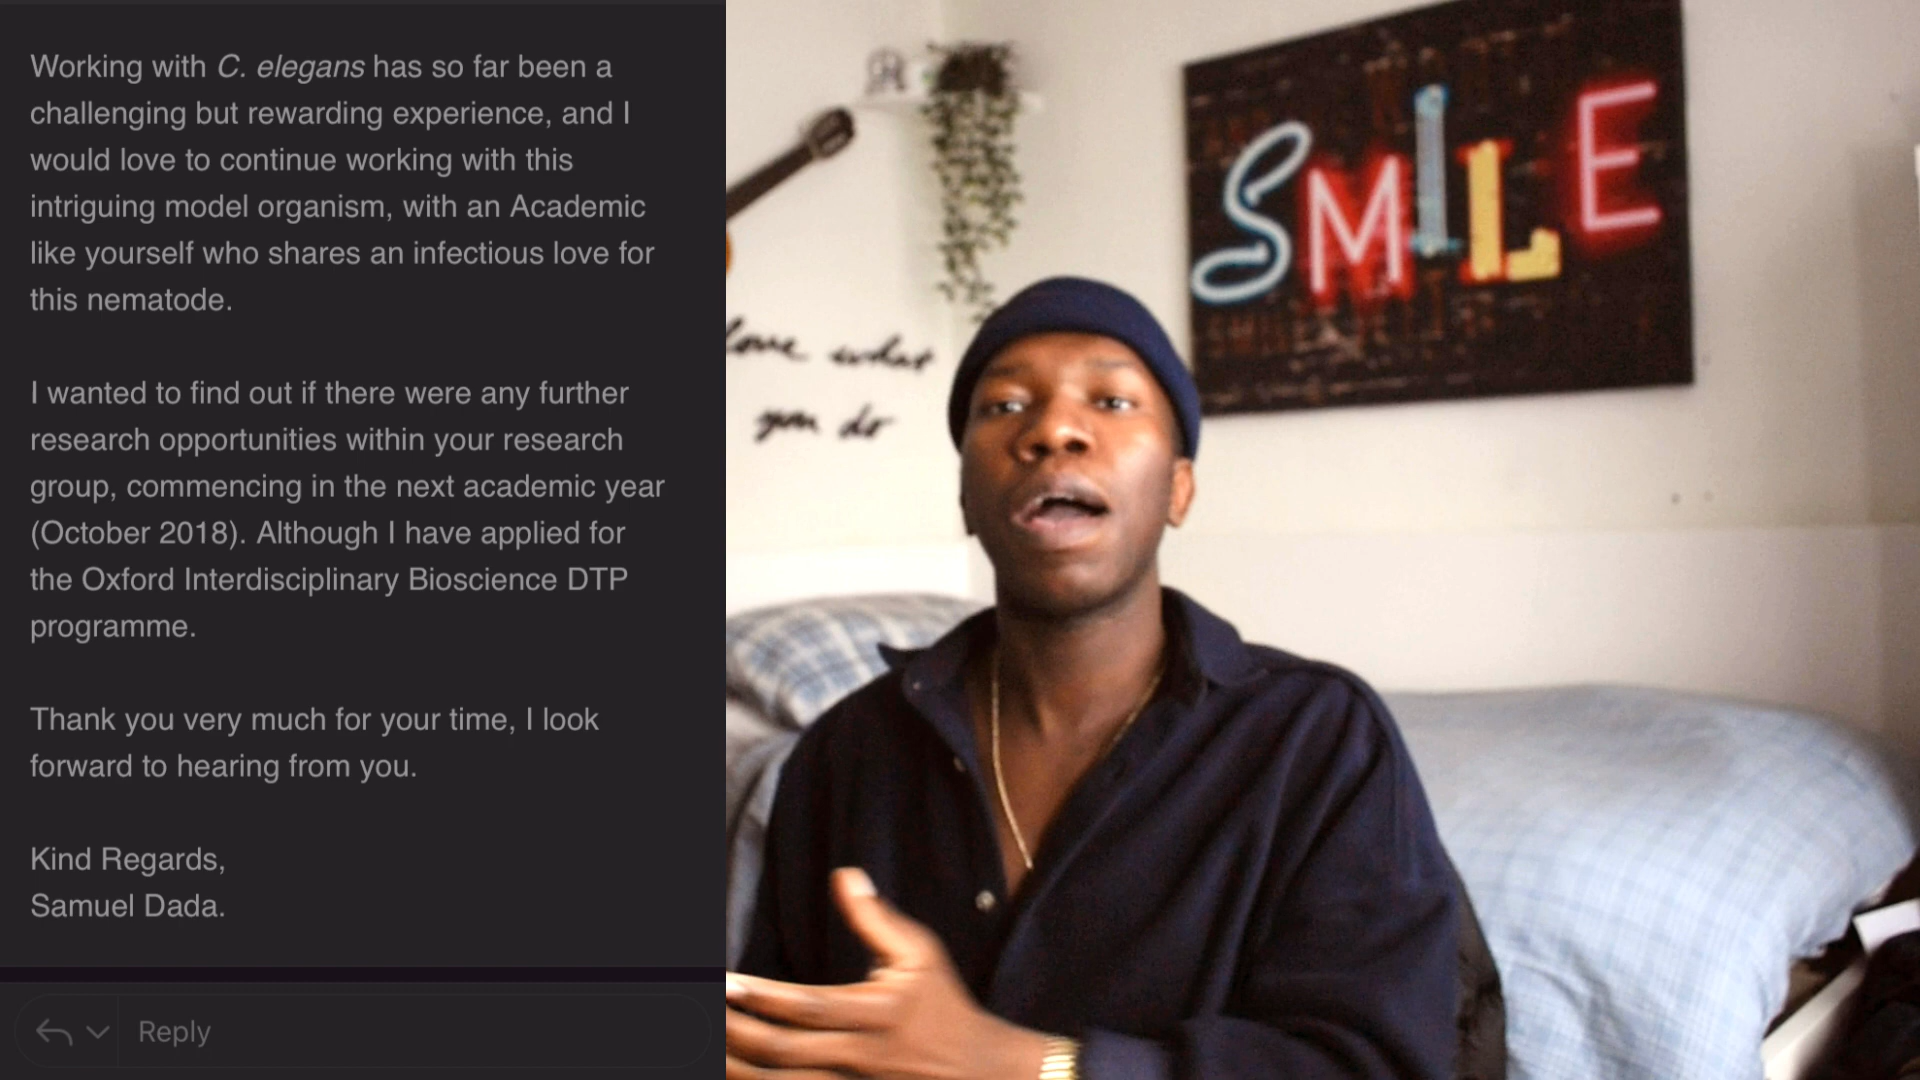 Working with C. elegans has so far been a
challenging but rewarding experience, and I
would love to continue working with this
intriguing model organism, with an Academic
like yourself who shares an infectious love for
this nematode.
I wanted to find out if there were any further
research opportunities within your research
group, commencing in the next academic year
(October 2018). Although I have applied for
the Oxford Interdisciplinary Bioscience DTP
programme.
Thank you very much for your time, I look
forward to hearing from you.
Kind Regards,
Samuel Dada.
Reply
SMILE
love what
you do